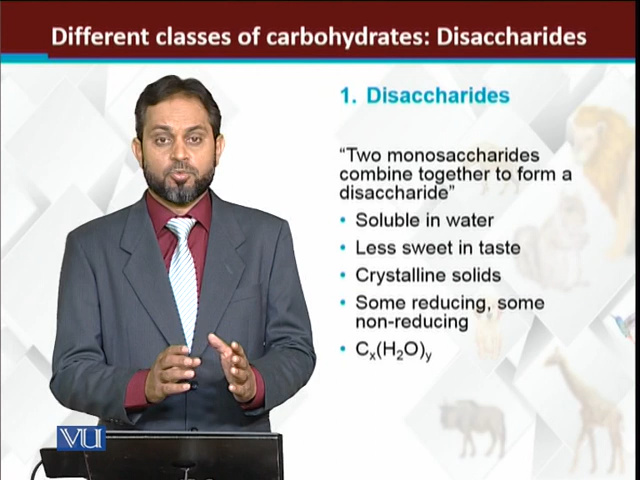 Different classes of carbohydrates: Disaccharides
1. Disaccharides
“Two monosaccharides
combine together to form a
disaccharide”
• Soluble in water
• Less sweet in taste
• Crystalline solids
• Some reducing, some
non-reducing
• Cₓ(H₂O)ᵧ
VU